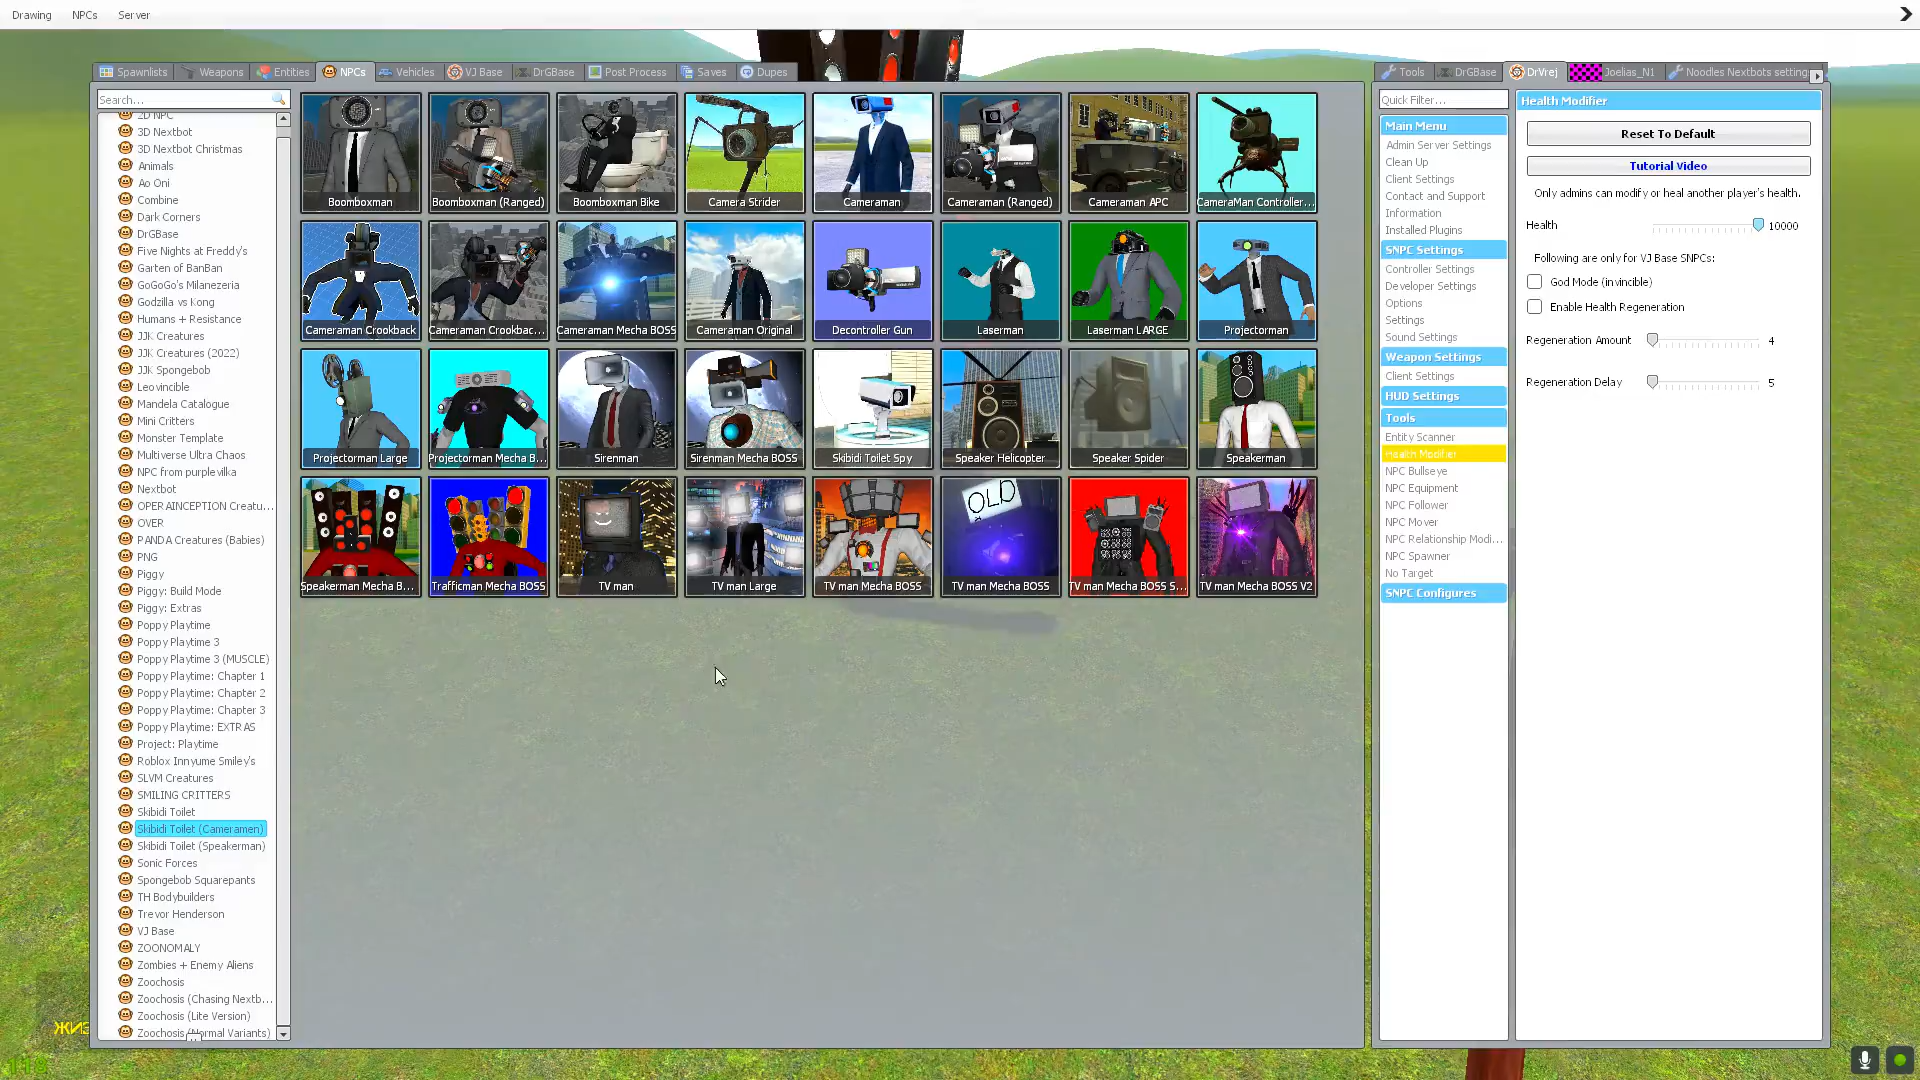 Drawing NPCs Server
Spawnlists Weapons Entities NPCs Vehicles VJ Base DrGBase Post Process Saves Dupes
Search...
2D NPC
3D Nextbot
3D Nextbot Christmas
Animals
Ao Oni
Combine
Dark Corners
DrGBase
Five Nights at Freddy's
Garten of BanBan
GoGoGo's Milanezeria
Godzilla vs Kong
Humans + Resistance
JJK Creatures
JJK Creatures (2022)
JJK Spongebob
Leovincible
Mandela Catalogue
Mini Critters
Monster Template
Multiverse Ultra Chaos
NPC from purplevilka
Nextbot
OPERAINCEPTION Creatu...
OVER
PANDA Creatures (Babies)
PNG
Piggy
Piggy: Build Mode
Piggy: Extras
Poppy Playtime
Poppy Playtime 3
Poppy Playtime 3 (MUSCLE)
Poppy Playtime: Chapter 1
Poppy Playtime: Chapter 2
Poppy Playtime: Chapter 3
Poppy Playtime: EXTRAS
Project: Playtime
Roblox Innyume Smiley's
SLVM Creatures
SMILING CRITTERS
Skibidi Toilet
Skibidi Toilet (Cameramen)
Skibidi Toilet (Speakerman)
Sonic Forces
Spongebob Squarepants
TH Bodybuilders
Trevor Henderson
VJ Base
ZOONOMALY
Zombies + Enemy Aliens
Zoochosis
Zoochosis (Chasing Nextb...
Zoochosis (Lite Version)
Zoochosis (Normal Variants)
Boomboxman Boomboxman (Ranged) Boomboxman Bike Camera Strider Cameraman Cameraman (Ranged) Cameraman APC CameraMan Controller...
Cameraman Crookback Cameraman Crookbac... Cameraman Mecha BOSS Cameraman Original Decontroller Gun Laserman Laserman LARGE Projectorman
Projectorman Large Projectorman Mecha B... Sirenman Sirenman Mecha BOSS Skibidi Toilet Spy Speaker Helicopter Speaker Spider Speakerman
OLD
Speakerman Mecha B... Trafficman Mecha BOSS TV man TV man Large TV man Mecha BOSS TV man Mecha BOSS TV man Mecha BOSS S... TV man Mecha BOSS V2
Tools DrGBase DrVrej Joelias_N1 Noodles Nextbots setting
Quick Filter...
Main Menu
Admin Server Settings
Clean Up
Client Settings
Contact and Support
Information
Installed Plugins
SNPC Settings
Controller Settings
Developer Settings
Options
Settings
Sound Settings
Weapon Settings
Client Settings
HUD Settings
Tools
Entity Scanner
Health Modifier
NPC Bullseye
NPC Equipment
NPC Follower
NPC Mover
NPC Relationship Modi...
NPC Spawner
No Target
SNPC Configures
Health Modifier
Reset To Default
Tutorial Video
Only admins can modify or heal another player's health.
Health 10000
Following are only for VJ Base SNPCs:
God Mode (invincible)
Enable Health Regeneration
Regeneration Amount 4
Regeneration Delay 5